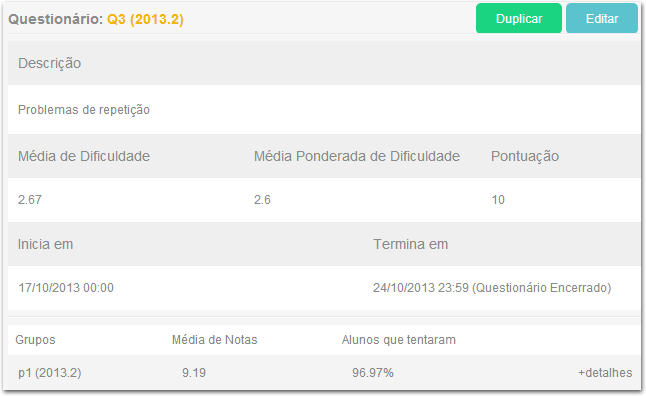 Questionário: Q3 (2013.2) Duplicar Editar
Descrição
Problemas de repetição
Média de Dificuldade Média Ponderada de Dificuldade Pontuação
2.67 2.6 10
Inicia em Termina em
17/10/2013 00:00 24/10/2013 23:59 (Questionário Encerrado)
Grupos Média de Notas Alunos que tentaram
p1 (2013.2) 9.19 96.97% +detalhes